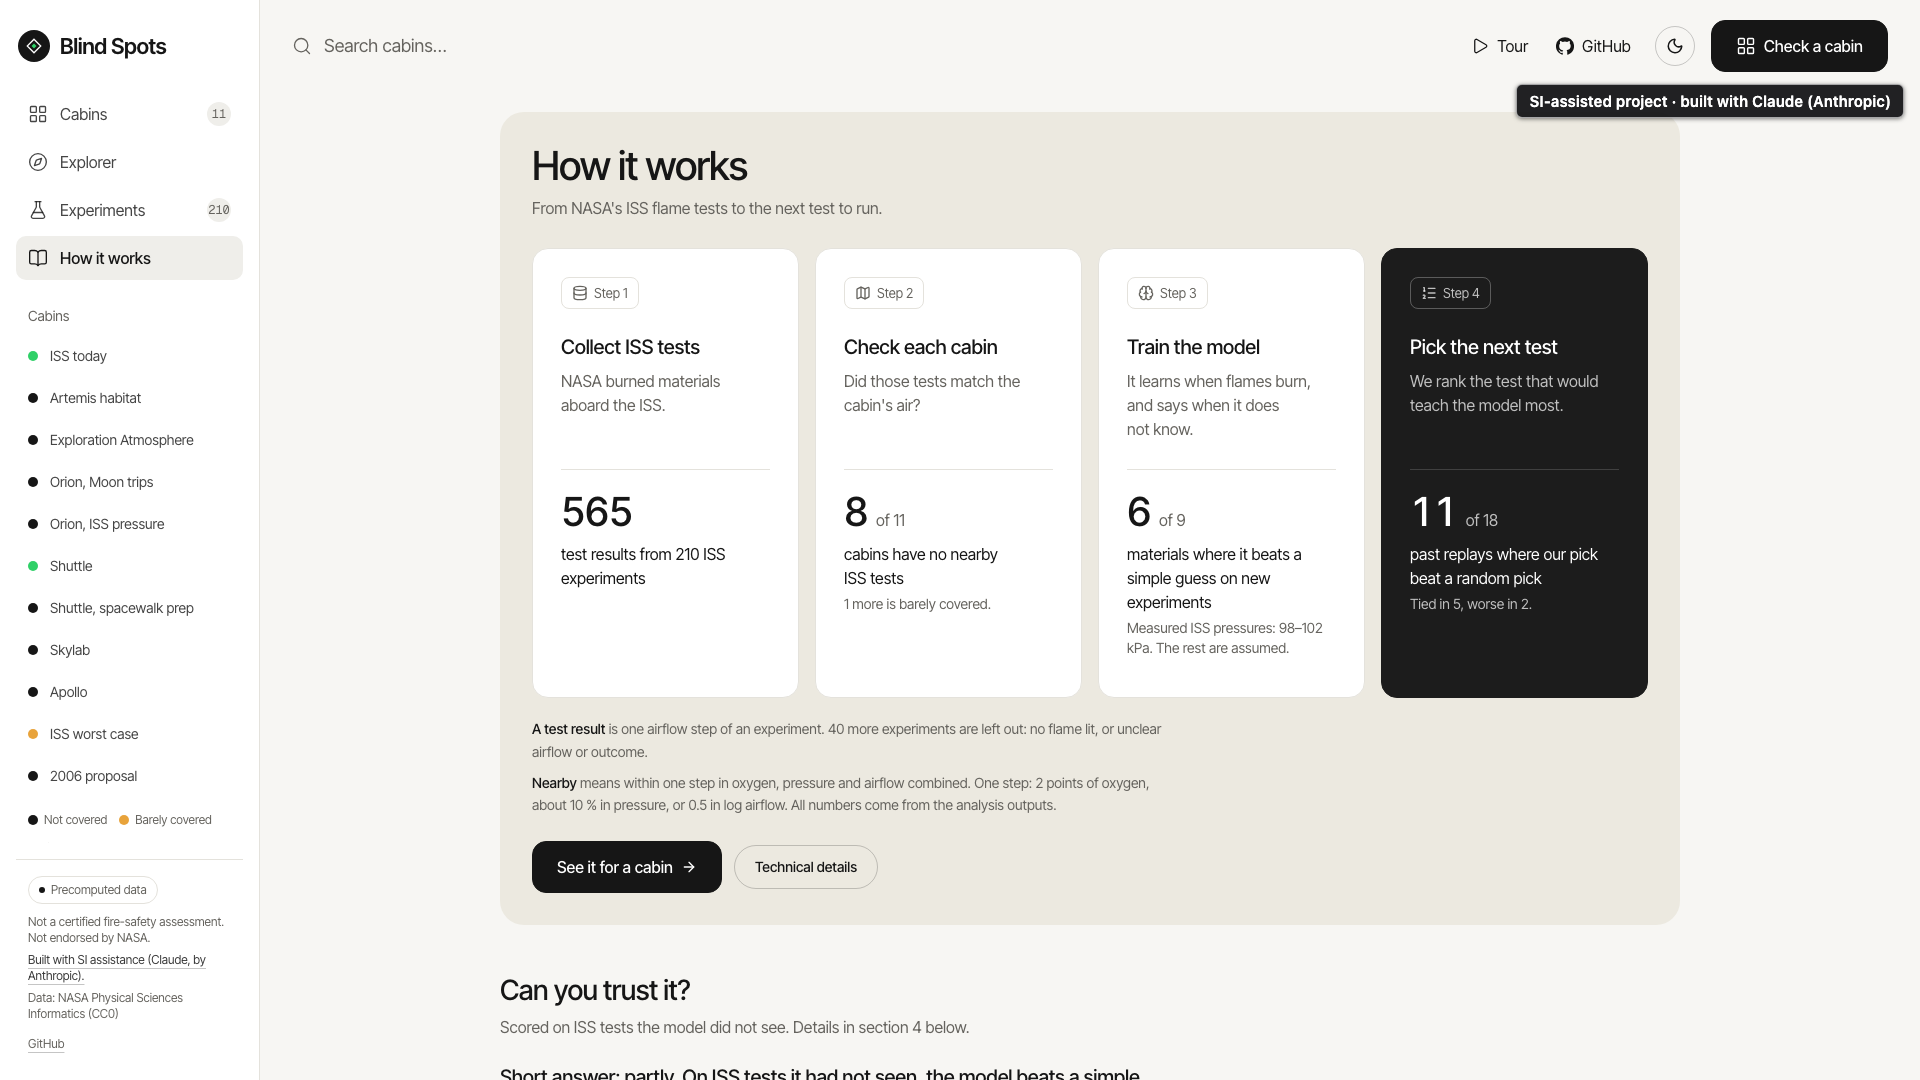 Blind Spots
Search cabins...
Tour
GitHub
Check a cabin
SI-assisted project · built with Claude (Anthropic)
Cabins
11
Explorer
Experiments
210
How it works
Cabins
ISS today
Artemis habitat
Exploration Atmosphere
Orion, Moon trips
Orion, ISS pressure
Shuttle
Shuttle, spacewalk prep
Skylab
Apollo
ISS worst case
2006 proposal
Not covered
Barely covered
Precomputed data
Not a certified fire-safety assessment.
Not endorsed by NASA.
Built with SI assistance (Claude, by
Anthropic).
Data: NASA Physical Sciences
Informatics (CC0)
GitHub
How it works
From NASA's ISS flame tests to the next test to run.
Step 1
Collect ISS tests
NASA burned materials
aboard the ISS.
565
test results from 210 ISS
experiments
Step 2
Check each cabin
Did those tests match the
cabin's air?
8 of 11
cabins have no nearby
ISS tests
1 more is barely covered.
Step 3
Train the model
It learns when flames burn,
and says when it does
not know.
6 of 9
materials where it beats a
simple guess on new
experiments
Measured ISS pressures: 98–102
kPa. The rest are assumed.
Step 4
Pick the next test
We rank the test that would
teach the model most.
11 of 18
past replays where our pick
beat a random pick
Tied in 5, worse in 2.
A test result is one airflow step of an experiment. 40 more experiments are left out: no flame lit, or unclear
airflow or outcome.
Nearby means within one step in oxygen, pressure and airflow combined. One step: 2 points of oxygen,
about 10 % in pressure, or 0.5 in log airflow. All numbers come from the analysis outputs.
See it for a cabin
Technical details
Can you trust it?
Scored on ISS tests the model did not see. Details in section 4 below.
Short answer: partly. On ISS tests it had not seen, the model beats a simple